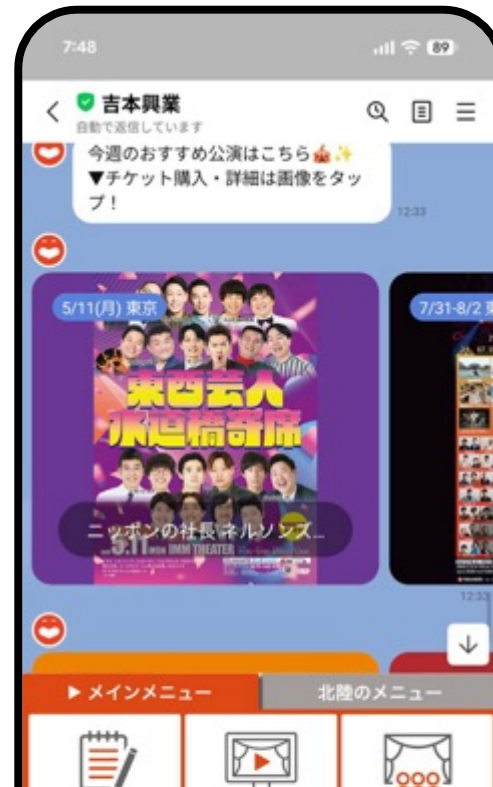 7:48
89
吉本興業
自動で返信しています
今週のおすすめ公演はこちら🎪✨
▼チケット購入・詳細は画像をタッ
プ！
12:33
5/11(月) 東京
7/31-8/2 東
東西芸人
水道橋寄席
ニッポンの社長 ネルソンズ...
5.11 MON IMM THEATER
12:33
▶ メインメニュー
北陸のメニュー